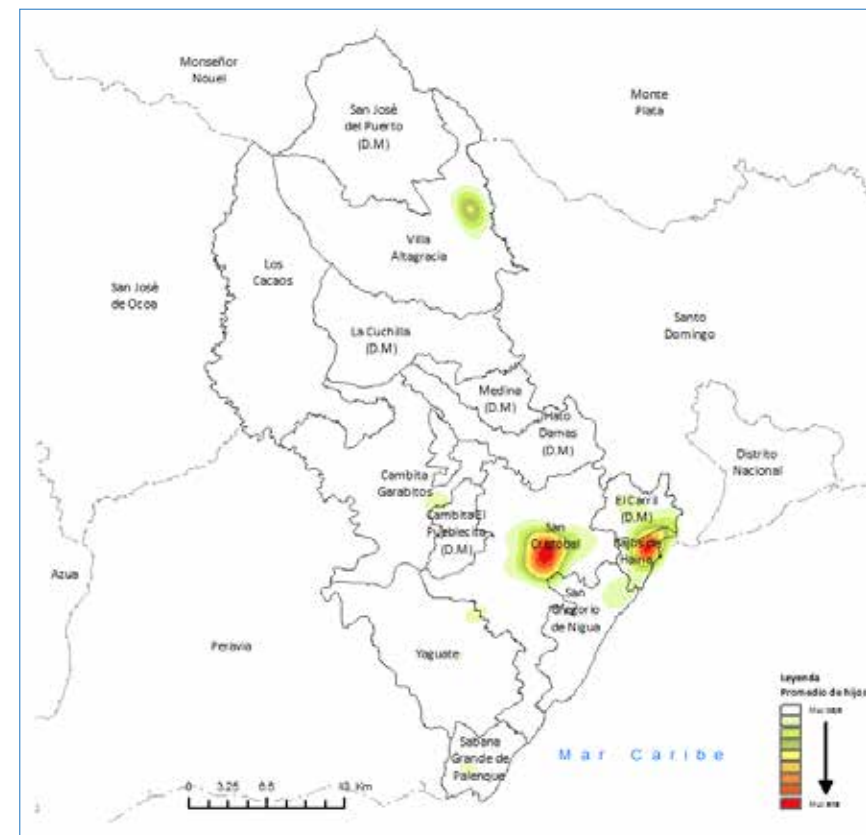 Monseñor
Nouel
Monte
Plata
San José
del Puerto
(D.M)
Villa
Altagracia
Los
Cacaos
San José
de Ocoa
Santo
Domingo
La Cuchilla
(D.M)
Medina
(D.M)
Hato
Damas
(D.M)
Distrito
Nacional
Cambita
Garabitos
El Carril
(D.M)
Cambita El
Pueblecito
(D.M)
San
Cristobal
Bajos de
Haina
Azua
San
Gregorio
de Nigua
Peravia
Yaguate
Leyenda
Promedio de hijos
Sabana
Grande de
Palenque
Mar Caribe
0 3.25 6.5 13 Km